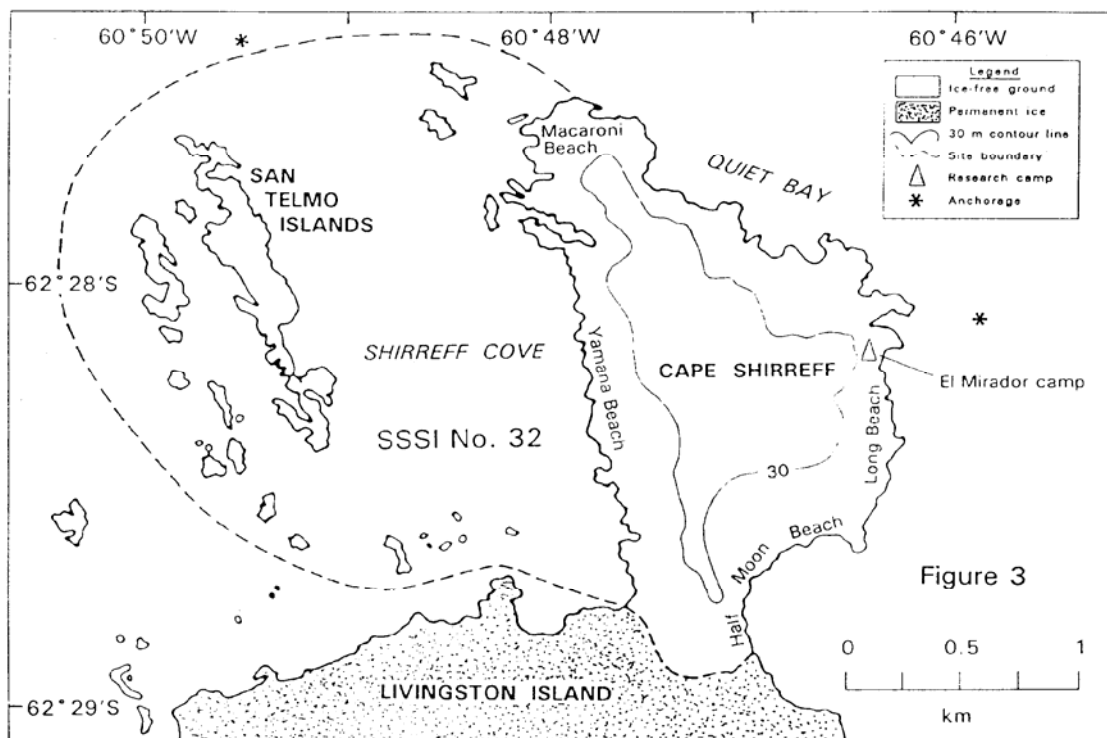 60°50'W
60°48'W
60°46'W
Legend
Ice-free ground
Permanent ice
30 m contour line
Site boundary
Research camp
Anchorage
Macaroni
Beach
QUIET BAY
SAN
TELMO
ISLANDS
62°28'S
SHIRREFF COVE
Yamana Beach
CAPE SHIRREFF
El Mirador camp
SSSI No. 32
30
Long Beach
Half Moon Beach
Figure 3
0 0.5 1
km
LIVINGSTON ISLAND
62°29'S